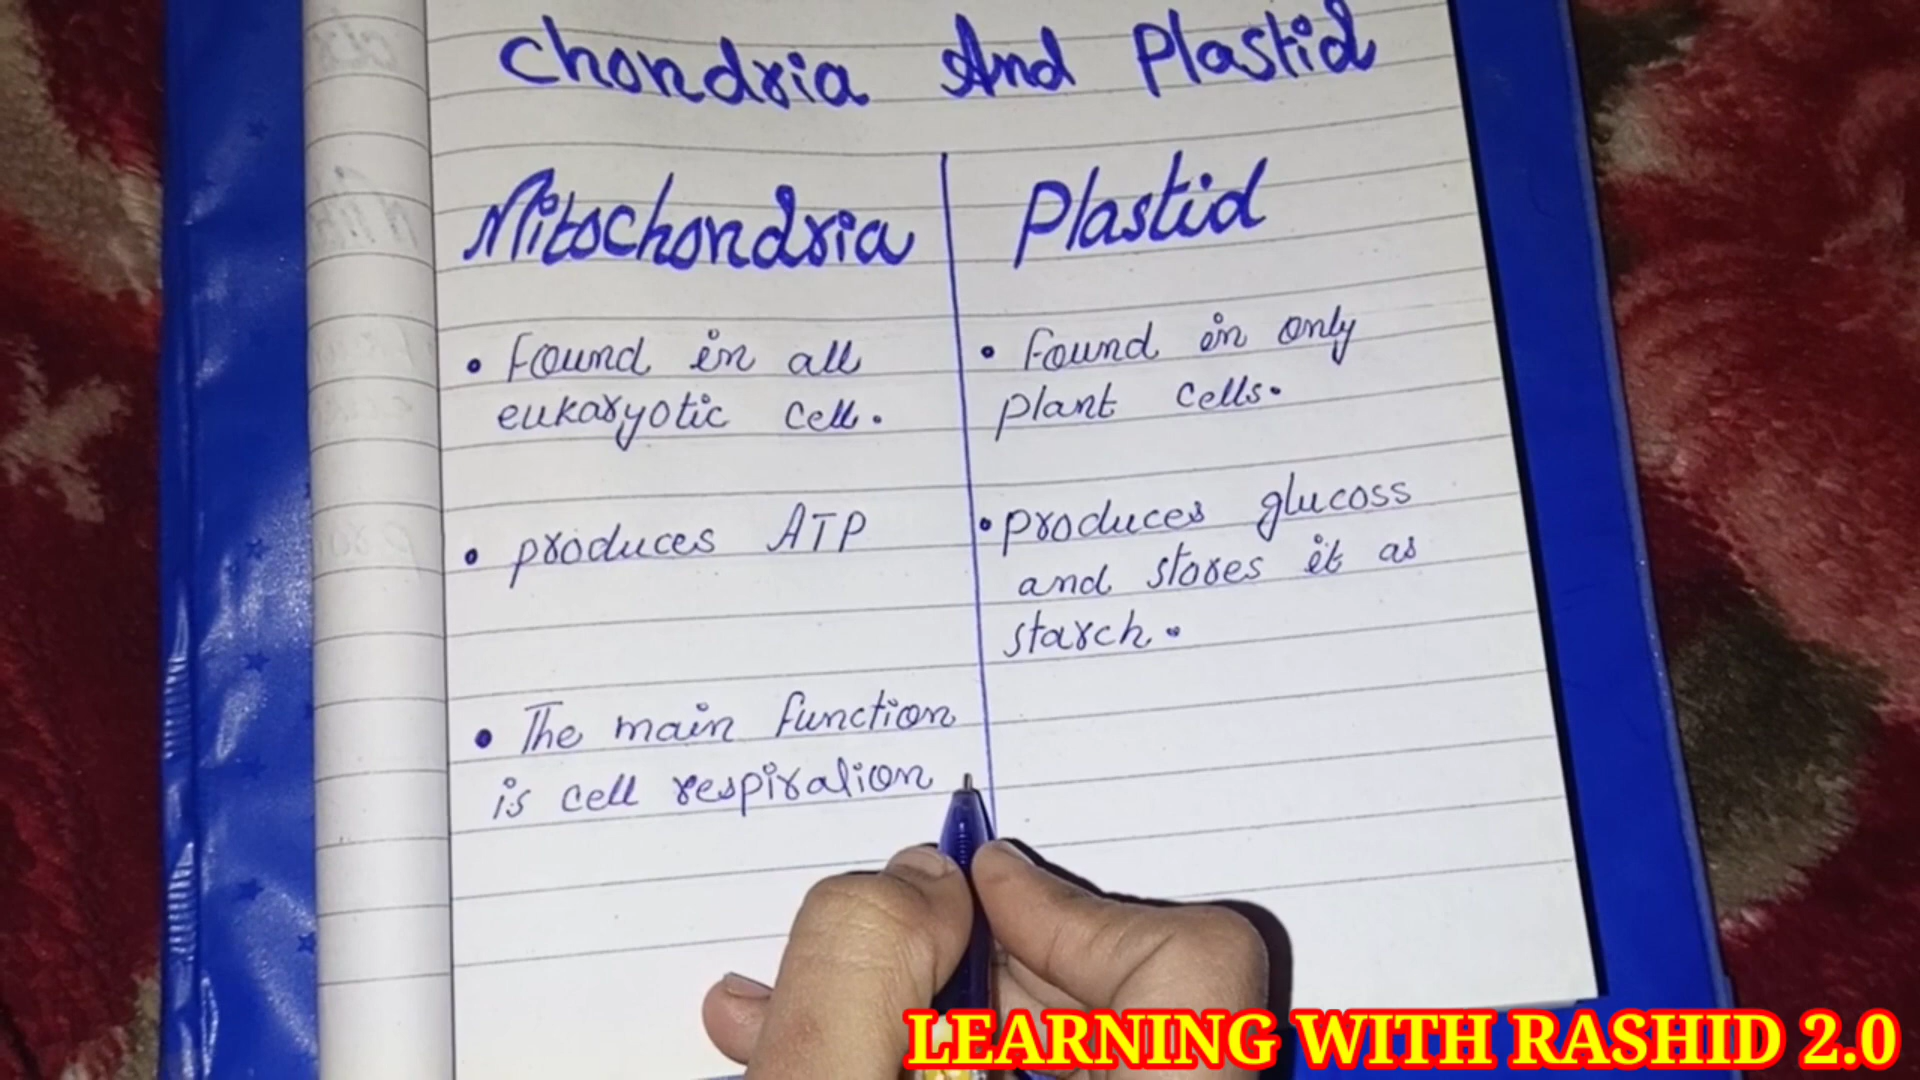 chondria And Plastid
Mitochondria
Plastid
• Found in all
eukaryotic cell.
• Found in only
plant cells.
• produces ATP
• produces glucoss
and stores it as
starch.
• The main function
is cell respiration
LEARNING WITH RASHID 2.0